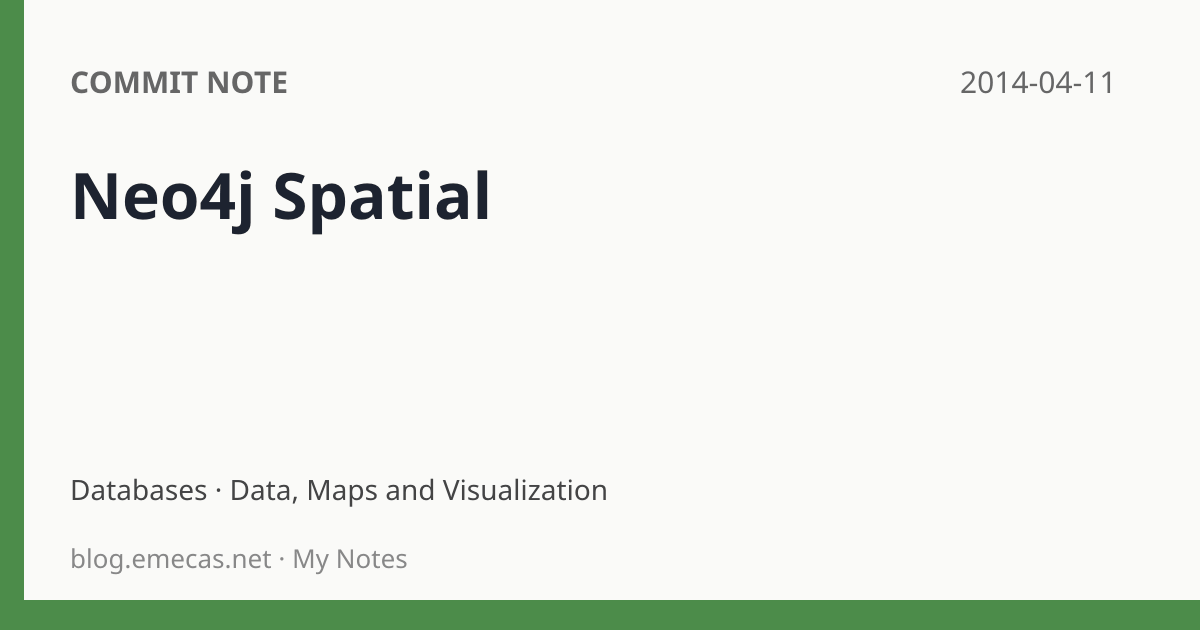 COMMIT NOTE 2014-04-11
Neo4j Spatial
Databases · Data, Maps and Visualization
blog.emecas.net · My Notes